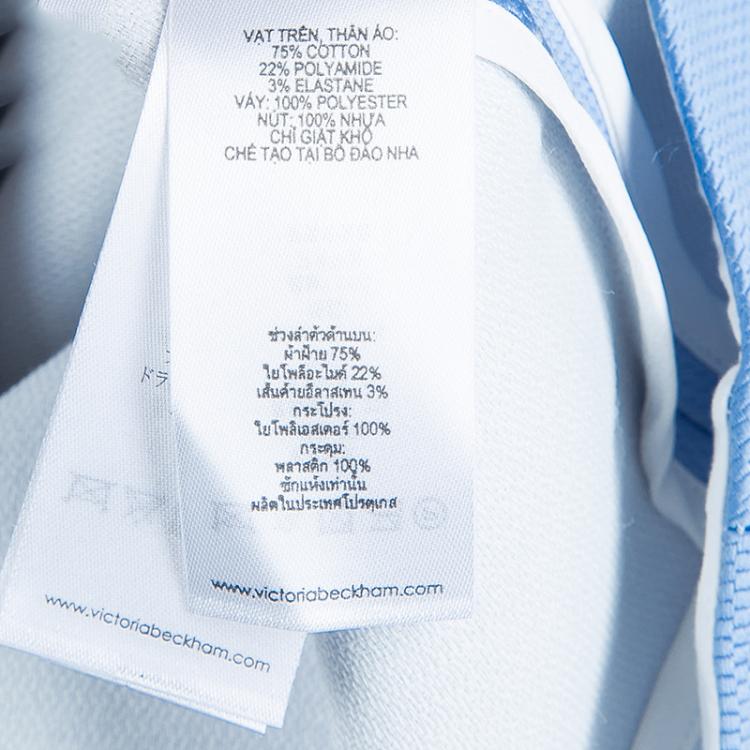 VẠT TRÊN, THÂN ÁO:
75% COTTON
22% POLYAMIDE
3% ELASTANE
VÁY: 100% POLYESTER
NÚT: 100% NHỰA
CHỈ GIẶT KHÔ
CHẾ TẠO TẠI BỒ ĐÀO NHA
ช่วงลำตัวด้านบน:
ผ้าฝ้าย 75%
ใยโพลีอะไมด์ 22%
เส้นด้ายอีลาสเทน 3%
กระโปรง:
ใยโพลิเอสเตอร์ 100%
กระดุม:
พลาสติก 100%
ซักแห้งเท่านั้น
ผลิตในประเทศโปรตุเกส
www.victoriabeckham.com
ドラ
www.victoriabeckham.com